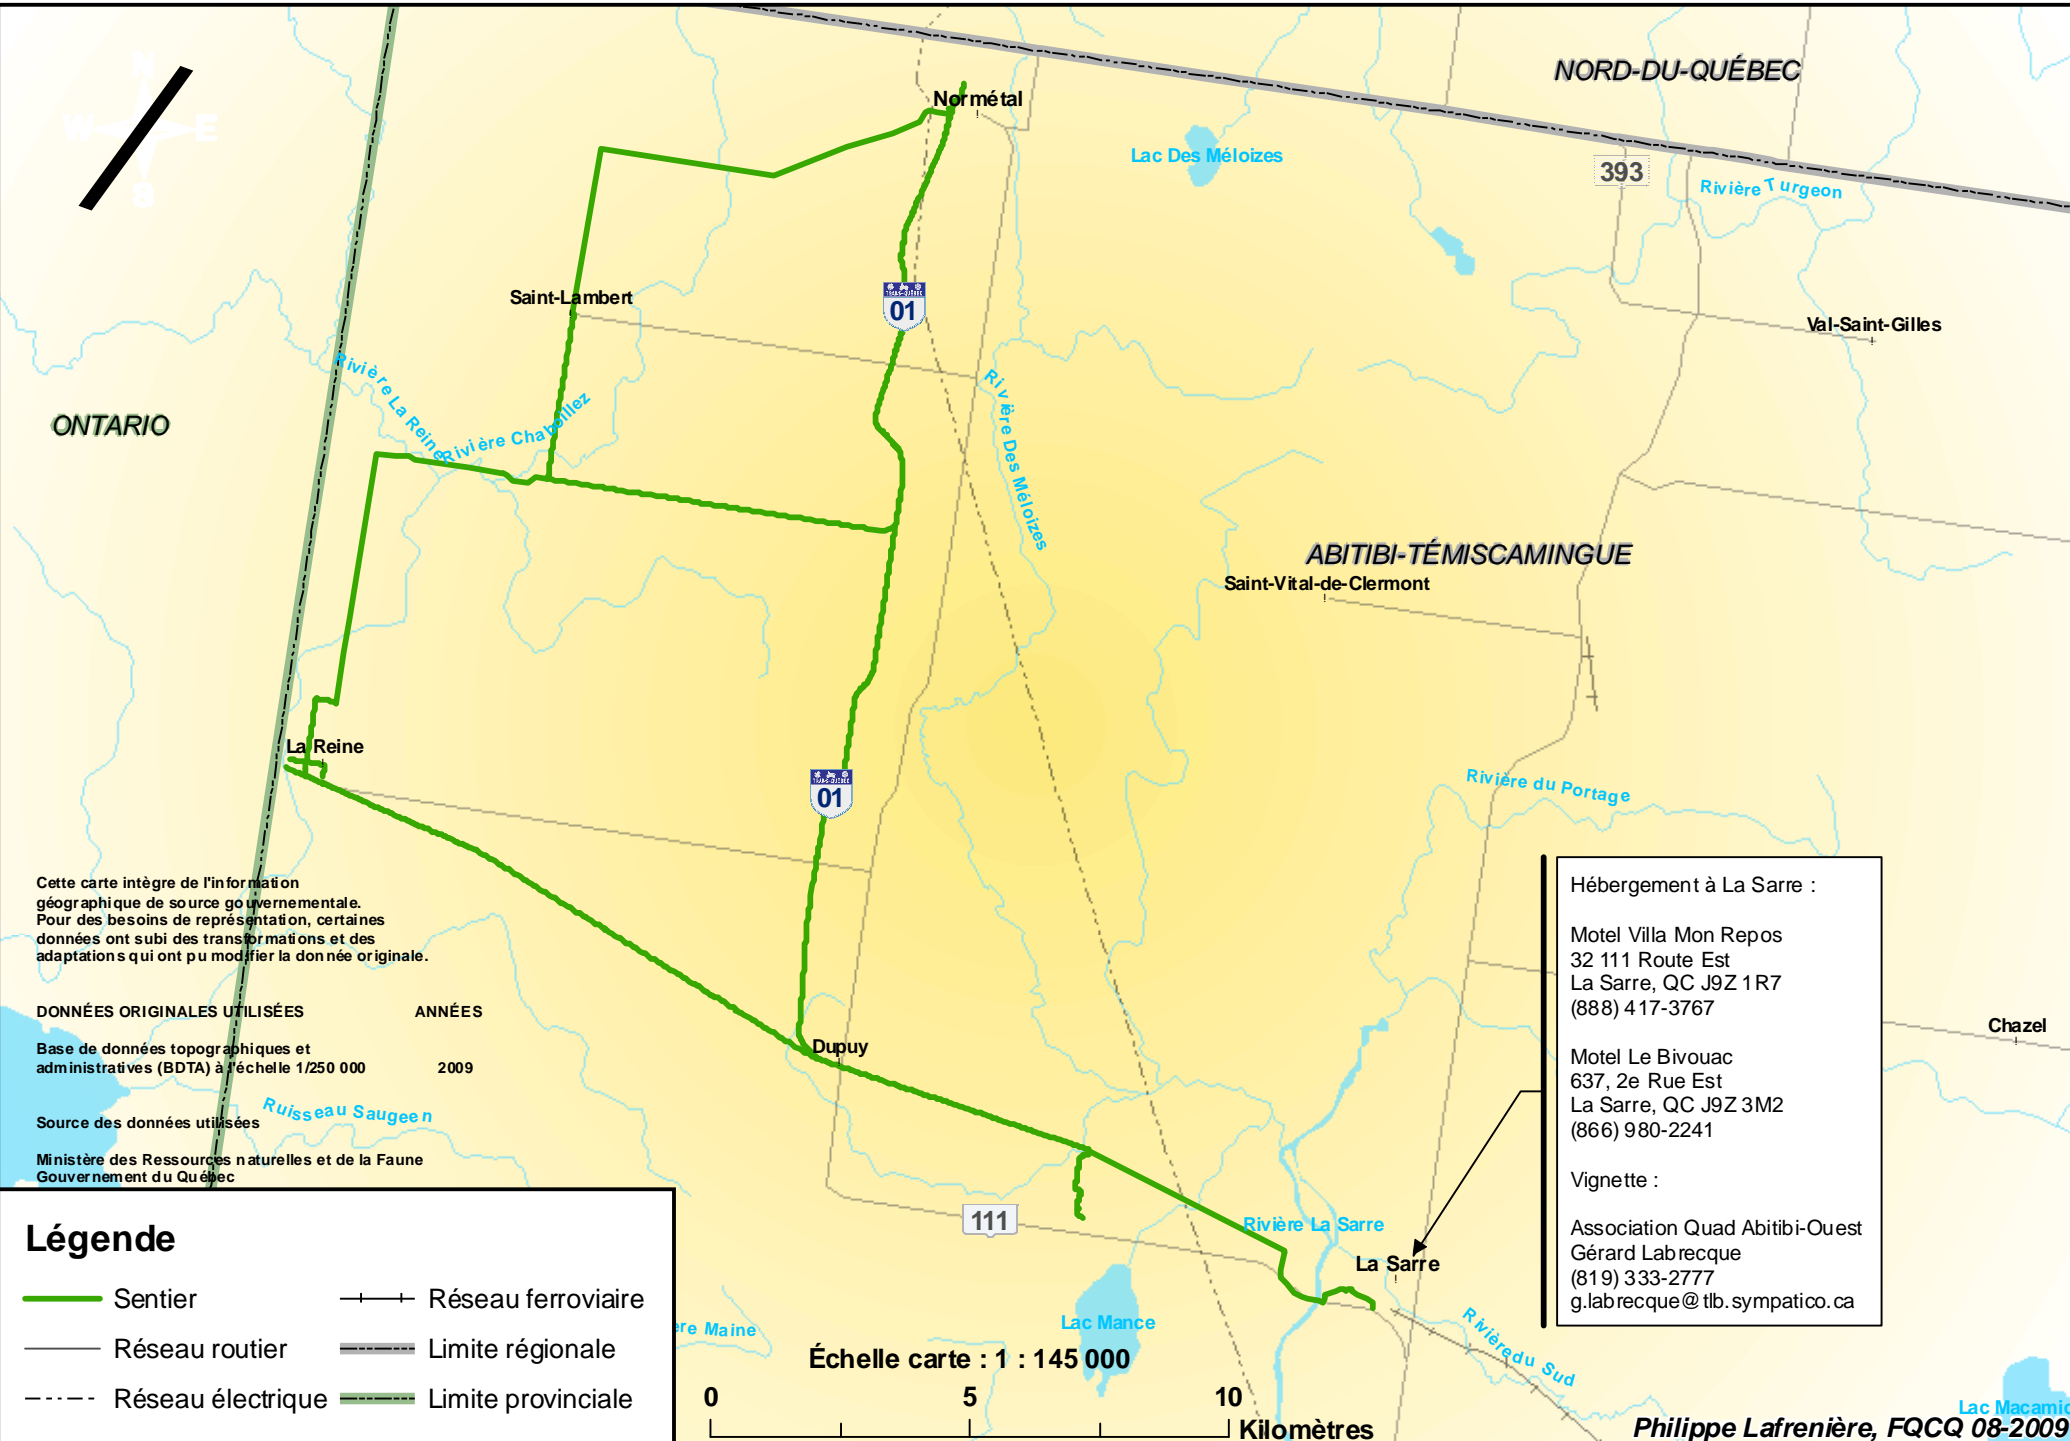 N
W E
S
NORD-DU-QUÉBEC
Normétal
Lac Des Méloizes
393
Rivière Turgeon
Saint-Lambert
TRANS-QUÉBEC
01
Val-Saint-Gilles
Rivière La Reine
Rivière Chaboillez
Rivière Des Méloizes
ONTARIO
ABITIBI-TÉMISCAMINGUE
Saint-Vital-de-Clermont
La Reine
TRANS-QUÉBEC
01
Rivière du Portage
Cette carte intègre de l'information
géographique de source gouvernementale.
Pour des besoins de représentation, certaines
données ont subi des transformations et des
adaptations qui ont pu modifier la donnée originale.
DONNÉES ORIGINALES UTILISÉES ANNÉES
Base de données topographiques et
administratives (BDTA) à l'échelle 1/250 000 2009
Source des données utilisées
Ministère des Ressources naturelles et de la Faune
Gouvernement du Québec
Ruisseau Saugeen
Dupuy
Chazel
Hébergement à La Sarre :
Motel Villa Mon Repos
32 111 Route Est
La Sarre, QC J9Z 1R7
(888) 417-3767
Motel Le Bivouac
637, 2e Rue Est
La Sarre, QC J9Z 3M2
(866) 980-2241
Vignette :
Association Quad Abitibi-Ouest
Gérard Labrecque
(819) 333-2777
g.labrecque@tlb.sympatico.ca
111
Rivière La Sarre
La Sarre
Lac Mance
Rivière du Sud
Lac Macamic
ère Maine
Légende
Sentier
Réseau ferroviaire
Réseau routier
Limite régionale
Réseau électrique
Limite provinciale
Échelle carte : 1 : 145 000
0 5 10
Kilomètres
Philippe Lafrenière, FQCQ 08-2009